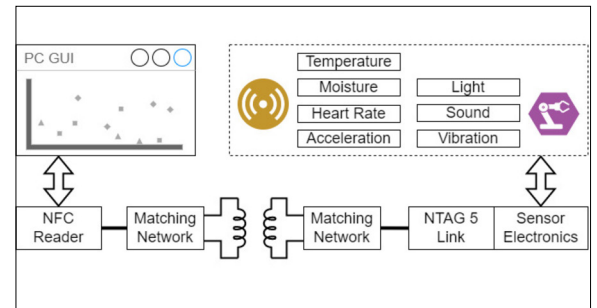 PC GUI
Temperature
Moisture
Light
Heart Rate
Sound
Acceleration
Vibration
NFC
Reader
Matching
Network
Matching
Network
NTAG 5
Link
Sensor
Electronics